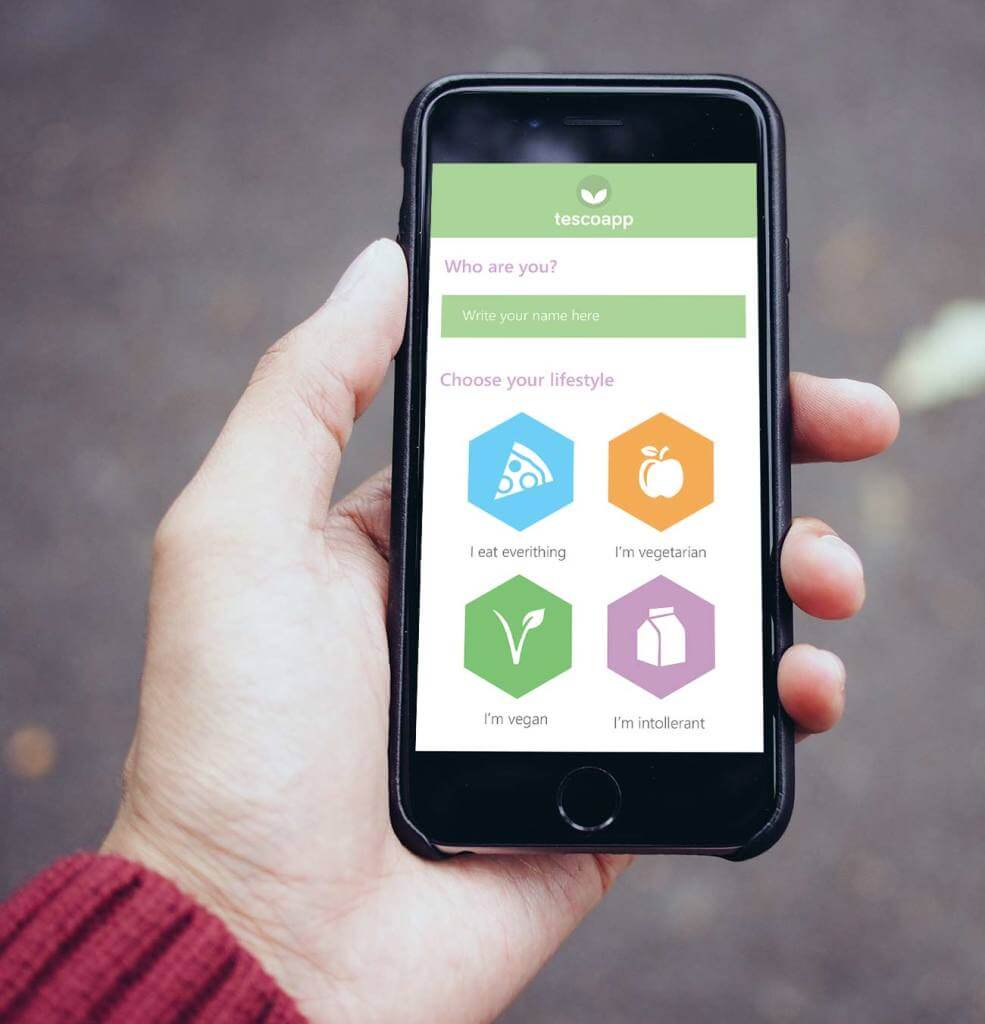 tescoapp
Who are you?
Write your name here
Choose your lifestyle
I eat everithing
I'm vegetarian
I'm vegan
I'm intollerant